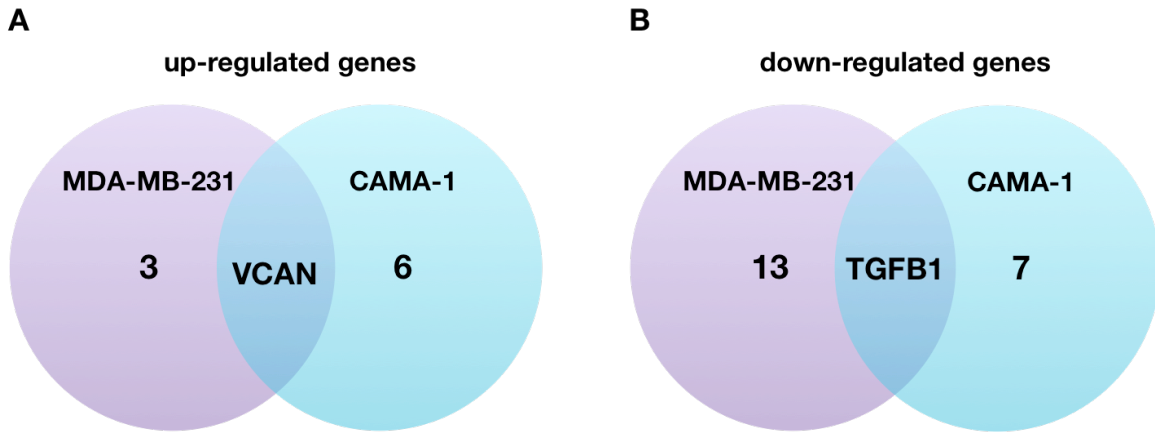 A
up-regulated genes
MDA-MB-231
CAMA-1
3
VCAN
6
B
down-regulated genes
MDA-MB-231
CAMA-1
13
TGFB1
7